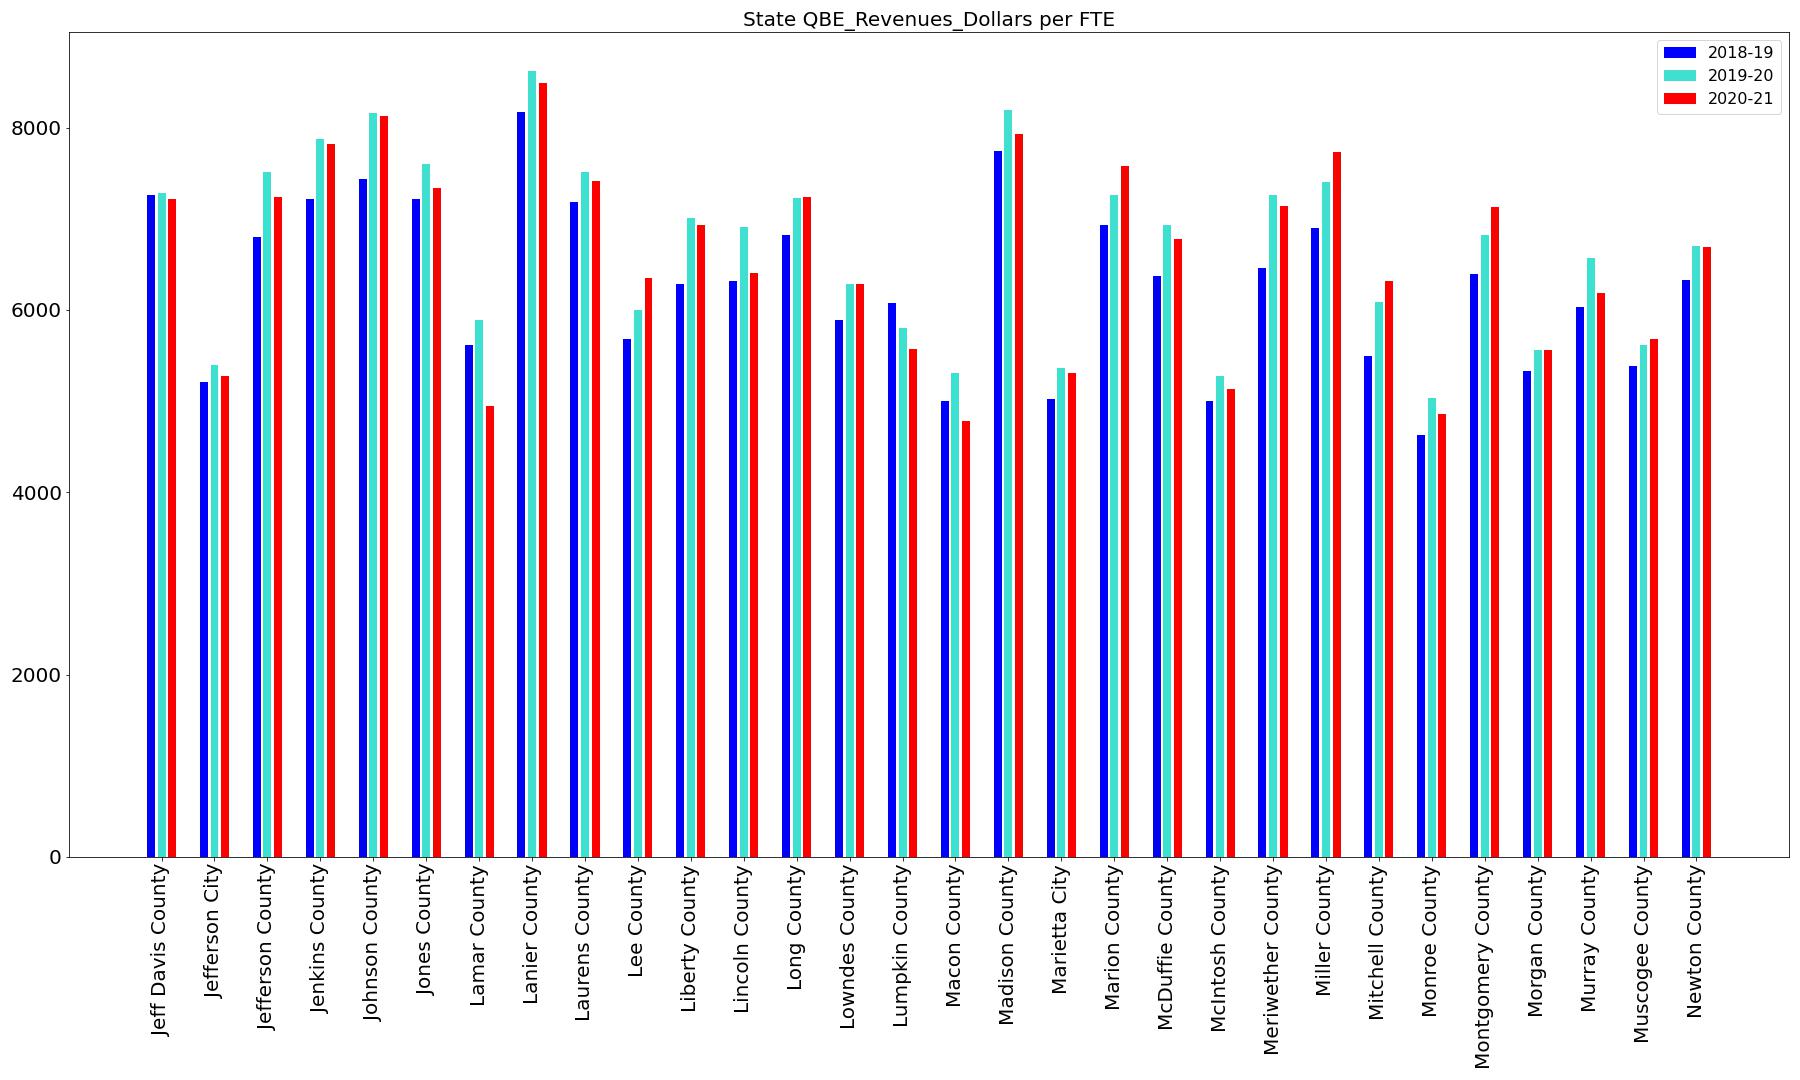 State QBE_Revenues_Dollars per FTE
2018-19
2019-20
2020-21
8000
6000
4000
2000
0
Jeff Davis County
Jefferson City
Jefferson County
Jenkins County
Johnson County
Jones County
Lamar County
Lanier County
Laurens County
Lee County
Liberty County
Lincoln County
Long County
Lowndes County
Lumpkin County
Macon County
Madison County
Marietta City
Marion County
McDuffie County
McIntosh County
Meriwether County
Miller County
Mitchell County
Monroe County
Montgomery County
Morgan County
Murray County
Muscogee County
Newton County